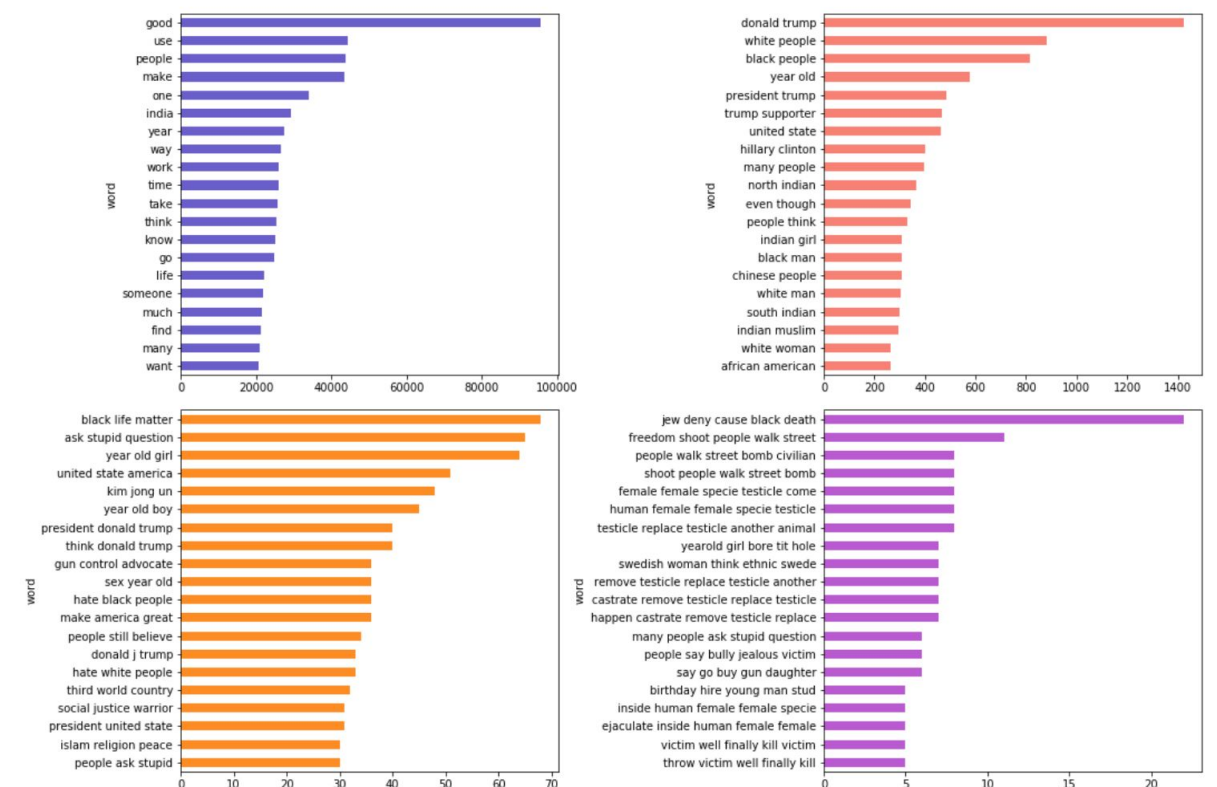 good
use
people
make
one
india
year
way
work
time
take
think
know
go
life
someone
much
find
many
want
word
0 20000 40000 60000 80000 100000
donald trump
white people
black people
year old
president trump
trump supporter
united state
hillary clinton
many people
north indian
even though
people think
indian girl
black man
chinese people
white man
south indian
indian muslim
white woman
african american
word
0 200 400 600 800 1000 1200 1400
black life matter
ask stupid question
year old girl
united state america
kim jong un
year old boy
president donald trump
think donald trump
gun control advocate
sex year old
hate black people
make america great
people still believe
donald j trump
hate white people
third world country
social justice warrior
president united state
islam religion peace
people ask stupid
word
0 10 20 30 40 50 60 70
jew deny cause black death
freedom shoot people walk street
people walk street bomb civilian
shoot people walk street bomb
female female specie testicle come
human female female specie testicle
testicle replace testicle another animal
yearold girl bore tit hole
swedish woman think ethnic swede
remove testicle replace testicle another
castrate remove testicle replace testicle
happen castrate remove testicle replace
many people ask stupid question
people say bully jealous victim
say go buy gun daughter
birthday hire young man stud
inside human female female specie
ejaculate inside human female female
victim well finally kill victim
throw victim well finally kill
word
0 5 10 15 20